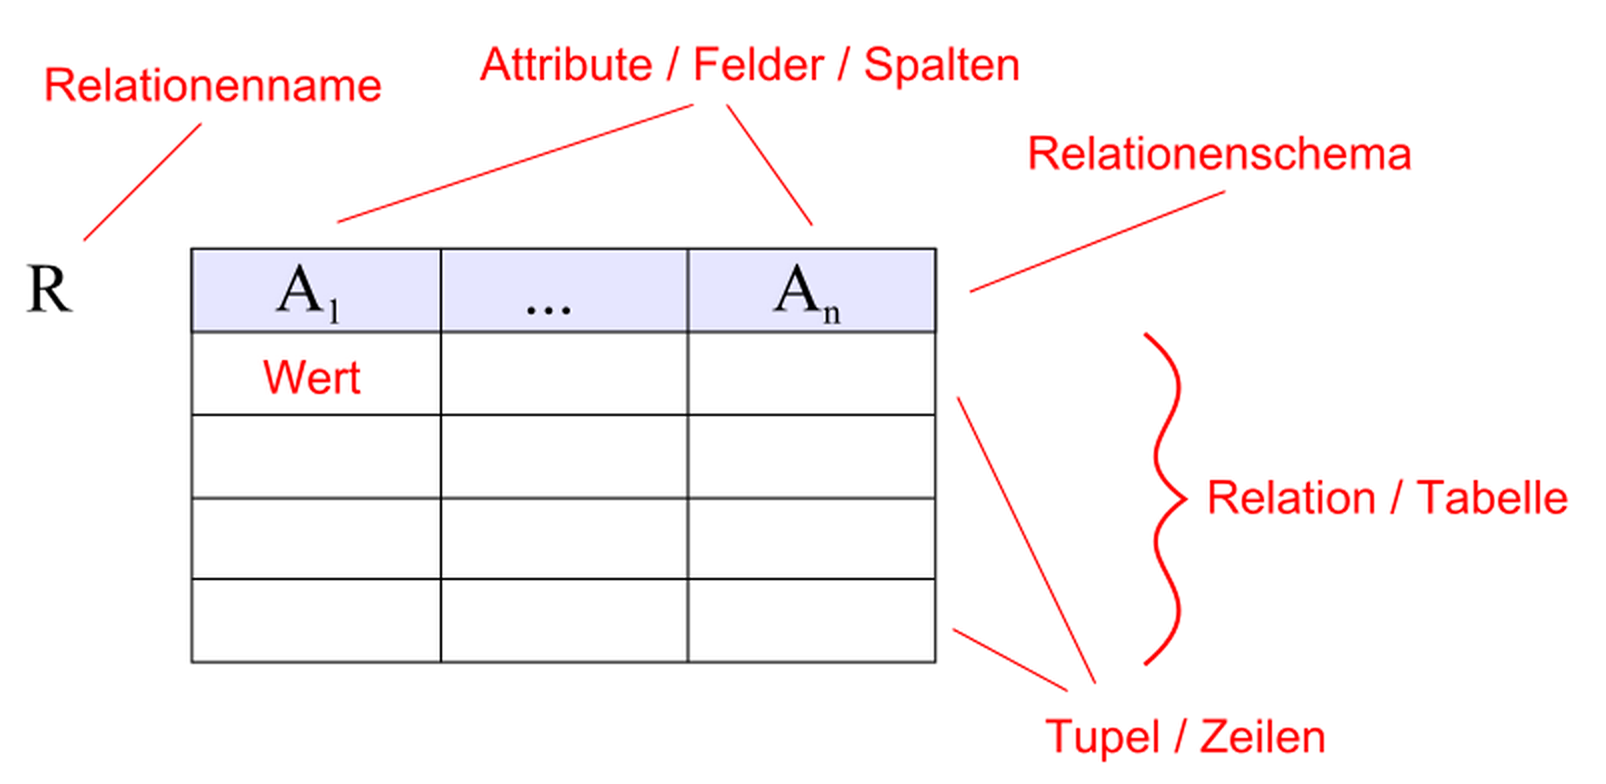 Relationenname
Attribute / Felder / Spalten
Relationenschema
R
A1
...
An
Wert
Relation / Tabelle
Tupel / Zeilen